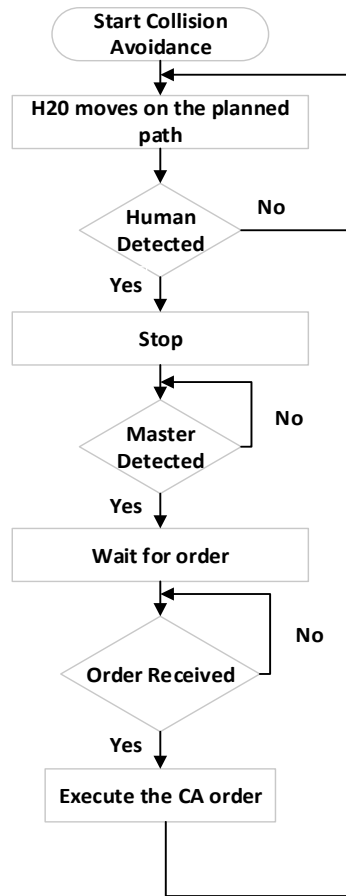 Start Collision
Avoidance
H20 moves on the planned
path
Human
Detected
No
Yes
Stop
Master
Detected
No
Yes
Wait for order
Order Received
No
Yes
Execute the CA order